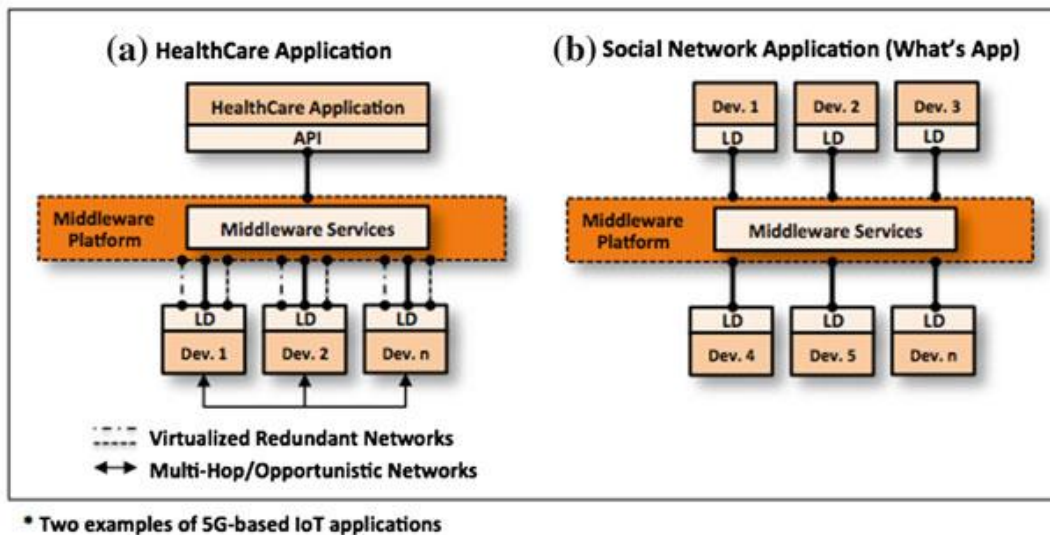 (a) HealthCare Application
HealthCare Application
API
Middleware
Platform
Middleware Services
LD LD LD
Dev. 1 Dev. 2 Dev. n
Virtualized Redundant Networks
Multi-Hop/Opportunistic Networks
(b) Social Network Application (What's App)
Dev. 1 Dev. 2 Dev. 3
LD LD LD
Middleware
Platform
Middleware Services
LD LD LD
Dev. 4 Dev. 5 Dev. n
* Two examples of 5G-based IoT applications